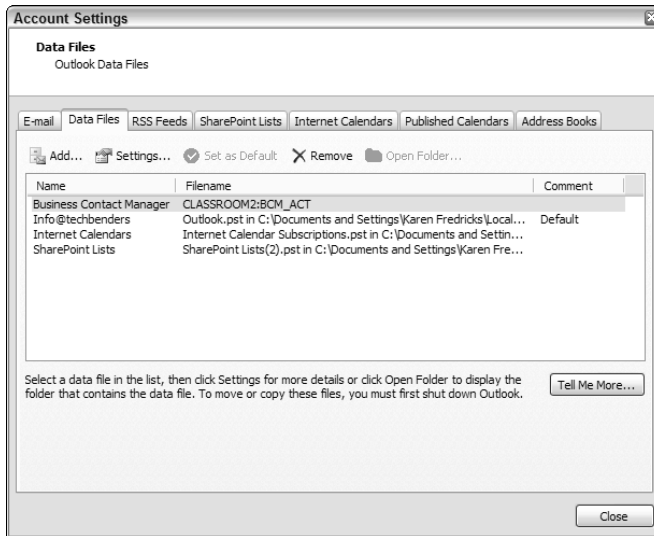 Account Settings
Data Files
Outlook Data Files
E-mail Data Files RSS Feeds SharePoint Lists Internet Calendars Published Calendars Address Books
Add... Settings... Set as Default Remove Open Folder...
Name Filename Comment
Business Contact Manager CLASSROOM2:BCM_ACT
Info@techbenders Outlook.pst in C:\Documents and Settings\Karen Fredricks\Local... Default
Internet Calendars Internet Calendar Subscriptions.pst in C:\Documents and Settin...
SharePoint Lists SharePoint Lists(2).pst in C:\Documents and Settings\Karen Fre...
Select a data file in the list, then click Settings for more details or click Open Folder to display the
folder that contains the data file. To move or copy these files, you must first shut down Outlook.
Tell Me More...
Close